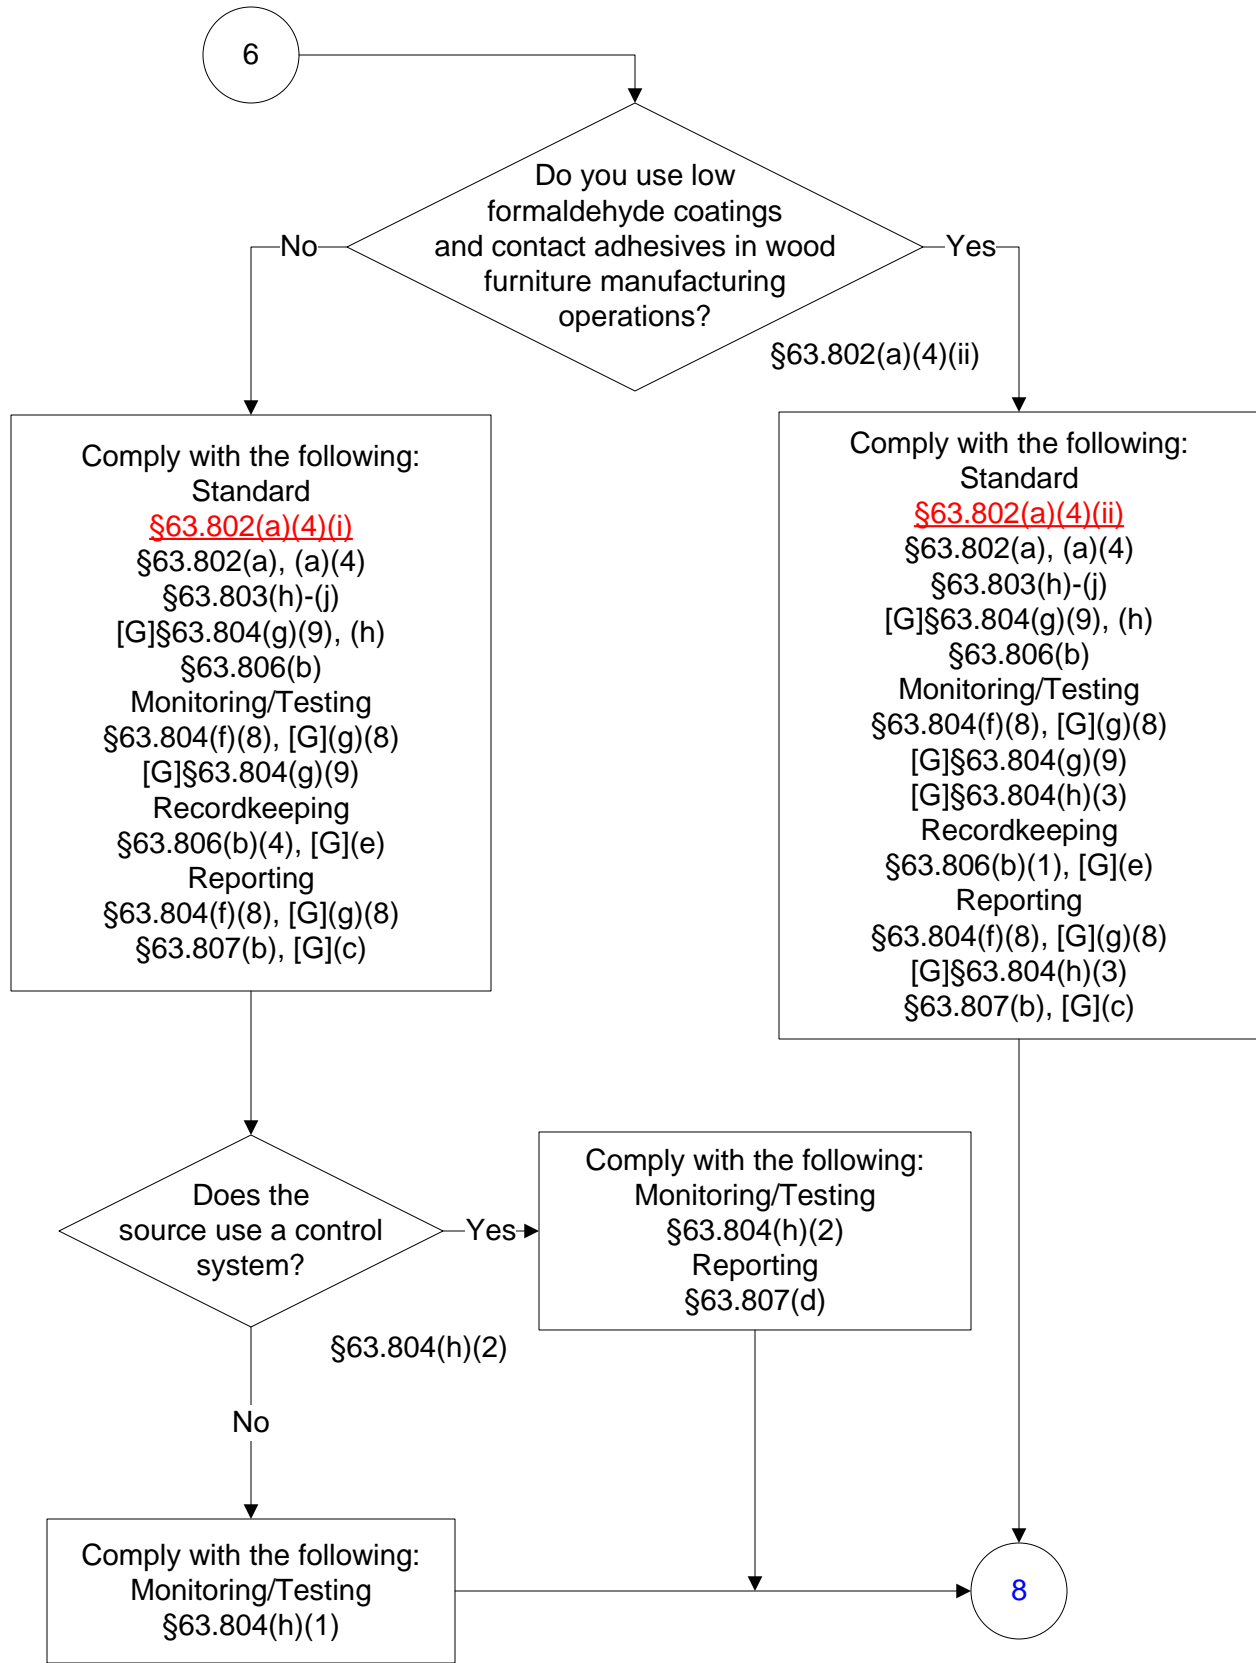 6
Do you use low
formaldehyde coatings
and contact adhesives in wood
furniture manufacturing
operations?
No
Yes
§63.802(a)(4)(ii)
Comply with the following:
Standard
§63.802(a)(4)(i)
§63.802(a), (a)(4)
§63.803(h)-(j)
[G]§63.804(g)(9), (h)
§63.806(b)
Monitoring/Testing
§63.804(f)(8), [G](g)(8)
[G]§63.804(g)(9)
Recordkeeping
§63.806(b)(4), [G](e)
Reporting
§63.804(f)(8), [G](g)(8)
§63.807(b), [G](c)
Comply with the following:
Standard
§63.802(a)(4)(ii)
§63.802(a), (a)(4)
§63.803(h)-(j)
[G]§63.804(g)(9), (h)
§63.806(b)
Monitoring/Testing
§63.804(f)(8), [G](g)(8)
[G]§63.804(g)(9)
[G]§63.804(h)(3)
Recordkeeping
§63.806(b)(1), [G](e)
Reporting
§63.804(f)(8), [G](g)(8)
[G]§63.804(h)(3)
§63.807(b), [G](c)
Does the
source use a control
system?
Yes
§63.804(h)(2)
No
Comply with the following:
Monitoring/Testing
§63.804(h)(2)
Reporting
§63.807(d)
Comply with the following:
Monitoring/Testing
§63.804(h)(1)
8